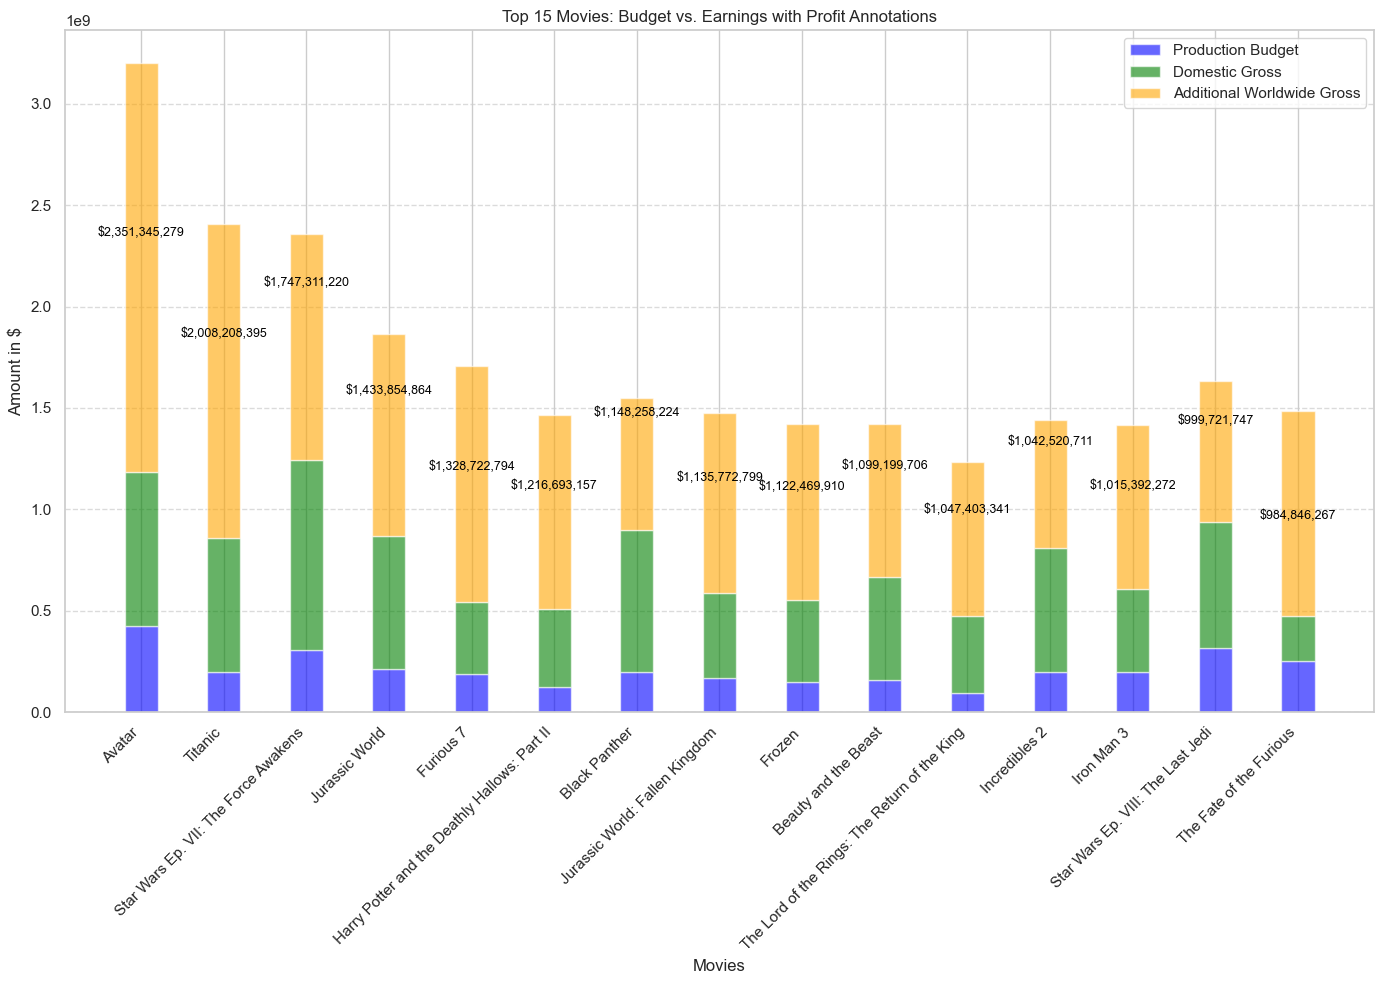 Top 15 Movies: Budget vs. Earnings with Profit Annotations
1e9
Production Budget
Domestic Gross
Additional Worldwide Gross
Amount in $
3.0
2.5
2.0
1.5
1.0
0.5
0.0
$2,351,345,279
$2,008,208,395
$1,747,311,220
$1,433,854,864
$1,328,722,794
$1,216,693,157
$1,148,258,224
$1,135,772,799
$1,122,469,910
$1,099,199,706
$1,047,403,341
$1,042,520,711
$1,015,392,272
$999,721,747
$984,846,267
Avatar
Titanic
Star Wars Ep. VII: The Force Awakens
Jurassic World
Furious 7
Harry Potter and the Deathly Hallows: Part II
Black Panther
Jurassic World: Fallen Kingdom
Frozen
Beauty and the Beast
The Lord of the Rings: The Return of the King
Incredibles 2
Iron Man 3
Star Wars Ep. VIII: The Last Jedi
The Fate of the Furious
Movies